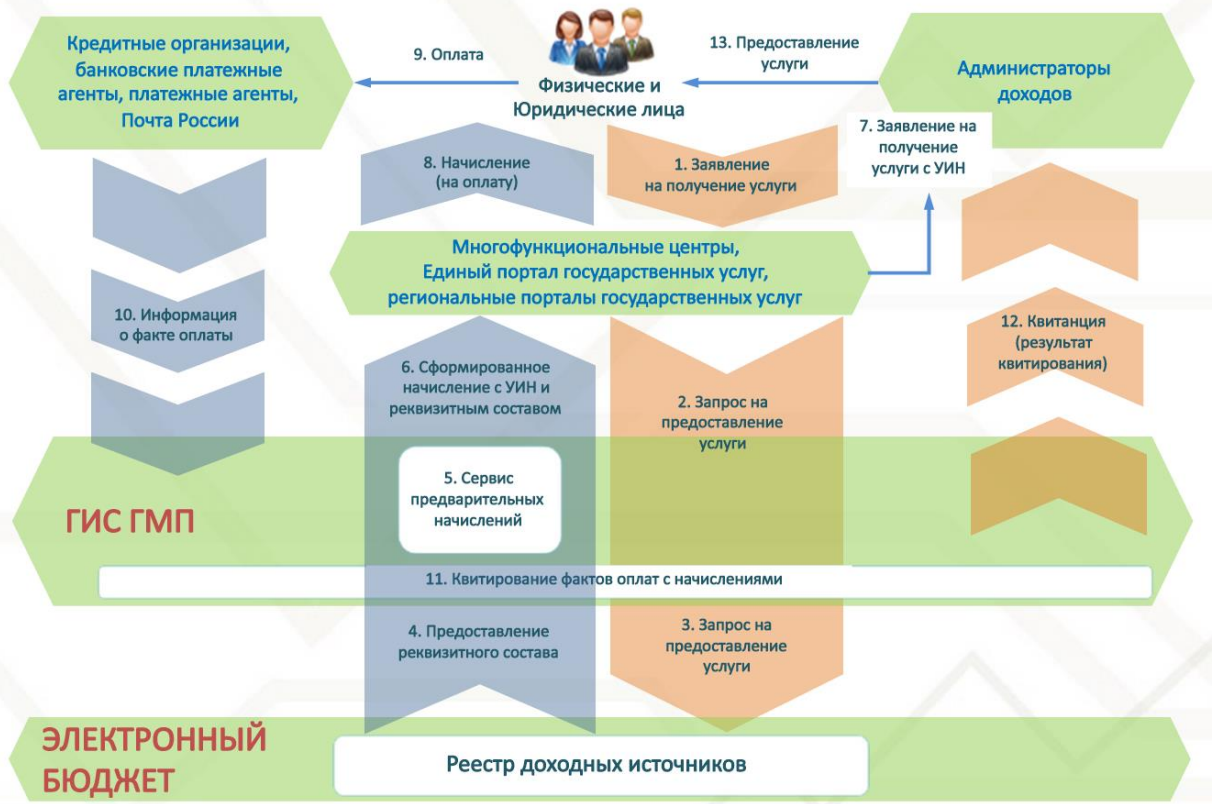 Кредитные организации,
банковские платежные
агенты, платежные агенты,
Почта России
9. Оплата
Физические и
Юридические лица
13. Предоставление
услуги
Администраторы
доходов
7. Заявление на
получение
услуги с УИН
8. Начисление
(на оплату)
1. Заявление
на получение услуги
Многофункциональные центры,
Единый портал государственных услуг,
региональные порталы государственных услуг
10. Информация
о факте оплаты
6. Сформированное
начисление с УИН и
реквизитным составом
2. Запрос на
предоставление
услуги
12. Квитанция
(результат
квитирования)
5. Сервис
предварительных
начислений
ГИС ГМП
11. Квитирование фактов оплат с начислениями
4. Предоставление
реквизитного состава
3. Запрос на
предоставление
услуги
ЭЛЕКТРОННЫЙ
БЮДЖЕТ
Реестр доходных источников